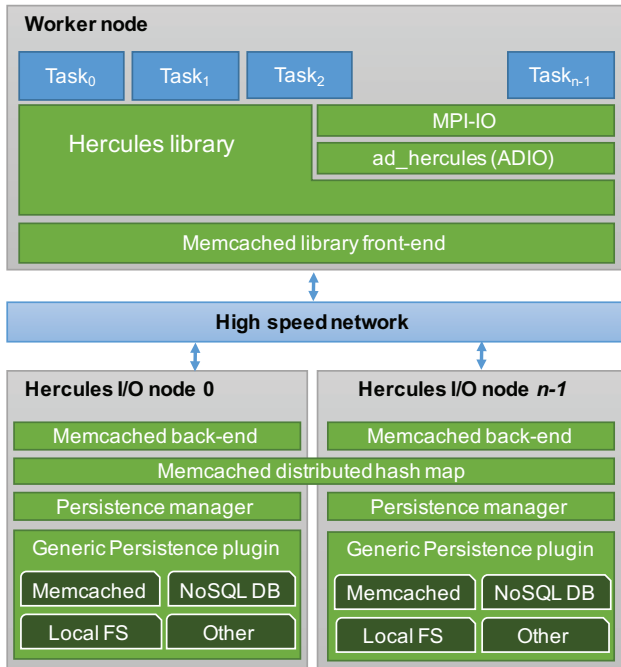 Worker node
Task0 Task1 Task2 Taskn-1
Hercules library
MPI-IO
ad_hercules (ADIO)
Memcached library front-end
High speed network
Hercules I/O node 0
Memcached back-end
Hercules I/O node n-1
Memcached back-end
Memcached distributed hash map
Persistence manager
Generic Persistence plugin
Memcached NoSQL DB
Local FS Other
Persistence manager
Generic Persistence plugin
Memcached NoSQL DB
Local FS Other